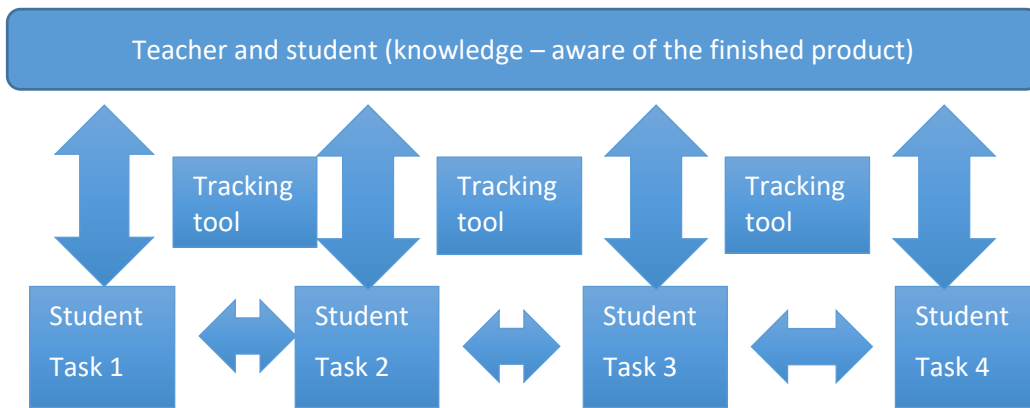 Teacher and student (knowledge – aware of the finished product)
Tracking
tool
Tracking
tool
Tracking
tool
Student
Task 1
Student
Task 2
Student
Task 3
Student
Task 4